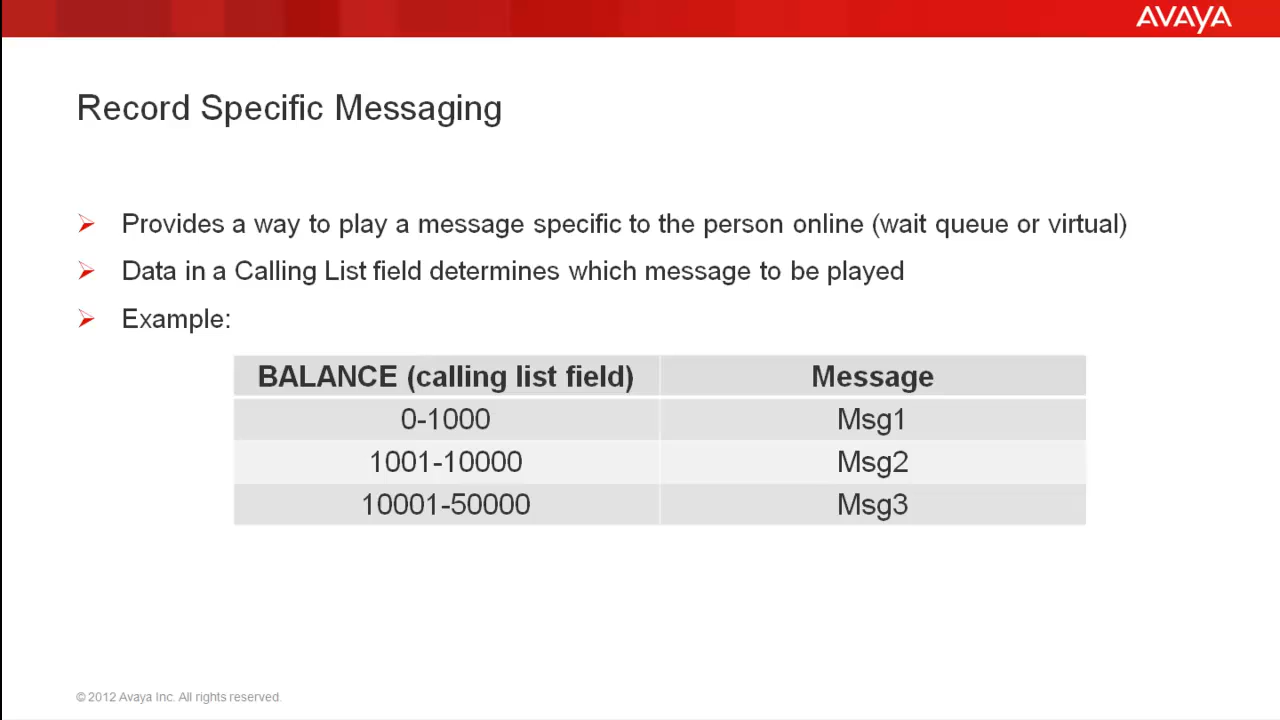 AVAYA
Record Specific Messaging
Provides a way to play a message specific to the person online (wait queue or virtual)
Data in a Calling List field determines which message to be played
Example:
BALANCE (calling list field) Message
0-1000 Msg1
1001-10000 Msg2
10001-50000 Msg3
© 2012 Avaya Inc. All rights reserved.